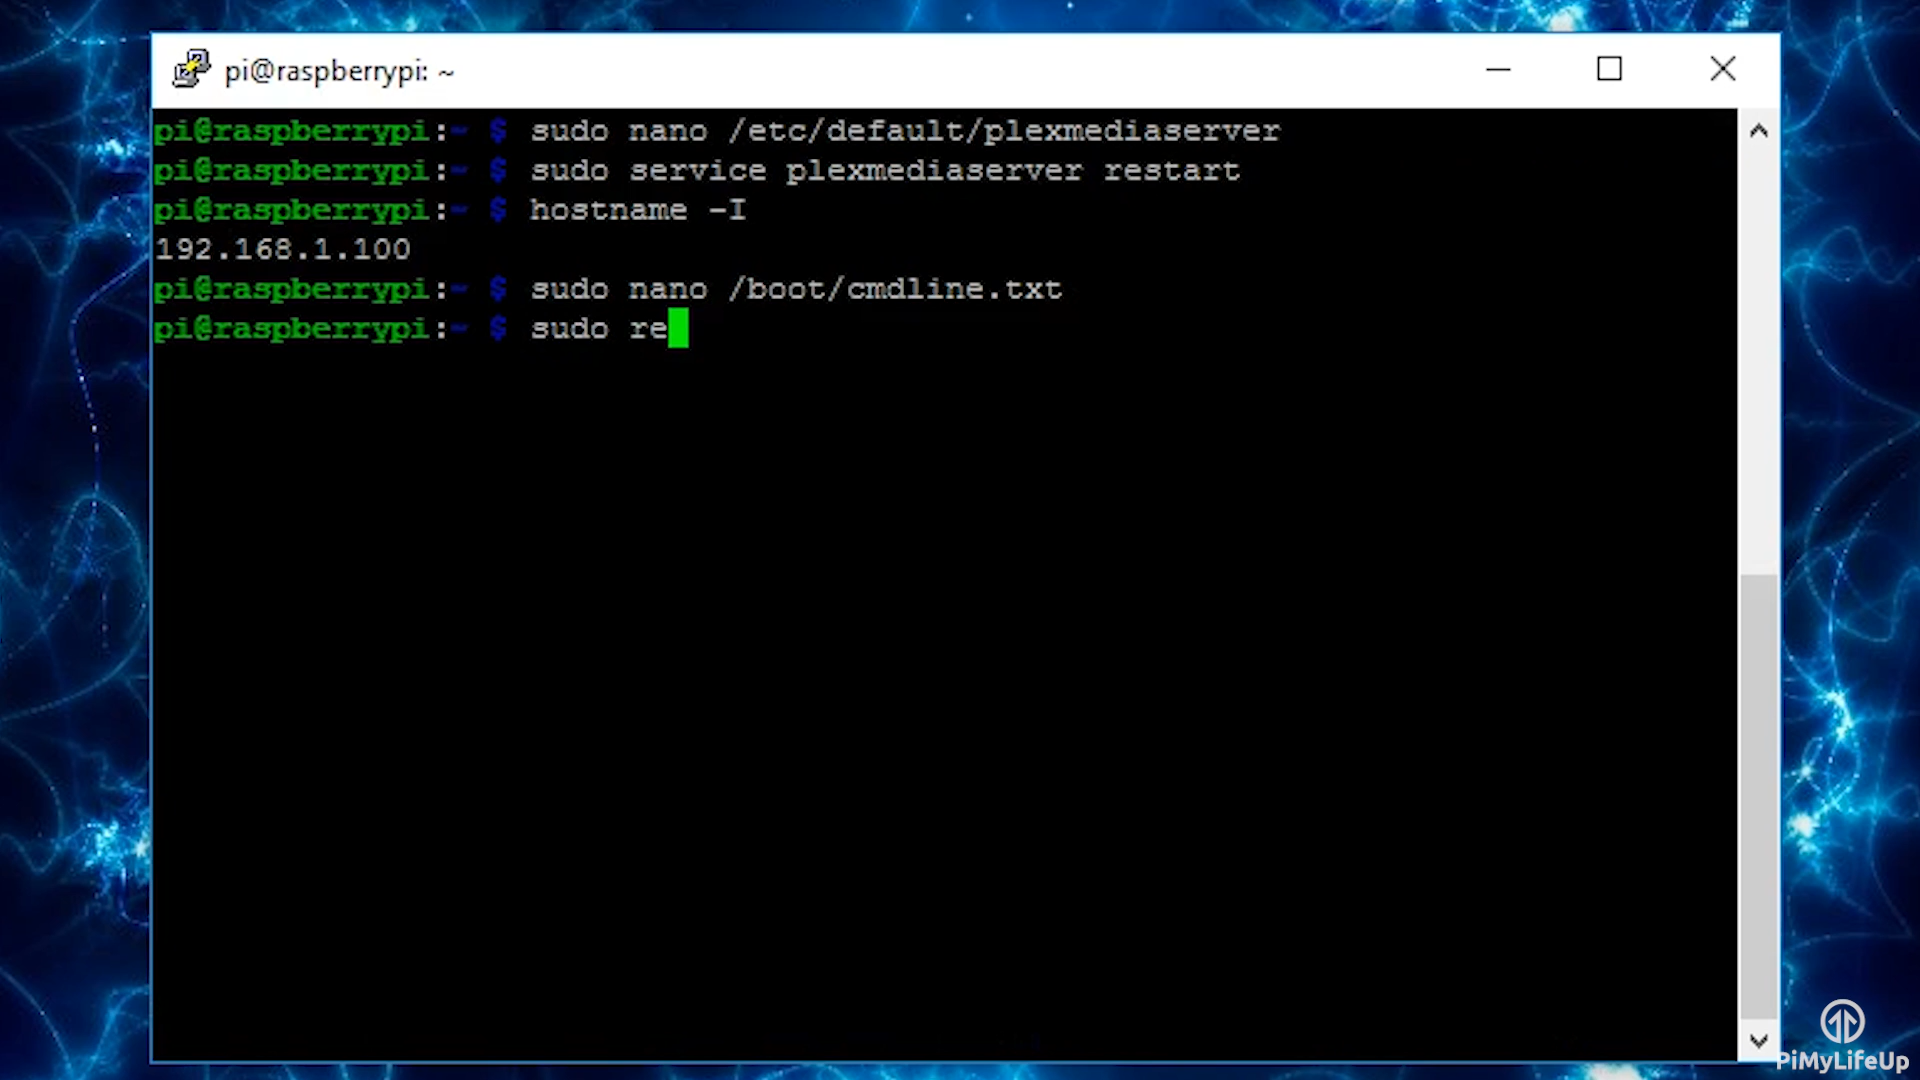 pi@raspberrypi: ~
pi@raspberrypi:~ $ sudo nano /etc/default/plexmediaserver
pi@raspberrypi:~ $ sudo service plexmediaserver restart
pi@raspberrypi:~ $ hostname -I
192.168.1.100
pi@raspberrypi:~ $ sudo nano /boot/cmdline.txt
pi@raspberrypi:~ $ sudo re
PiMyLifeUp